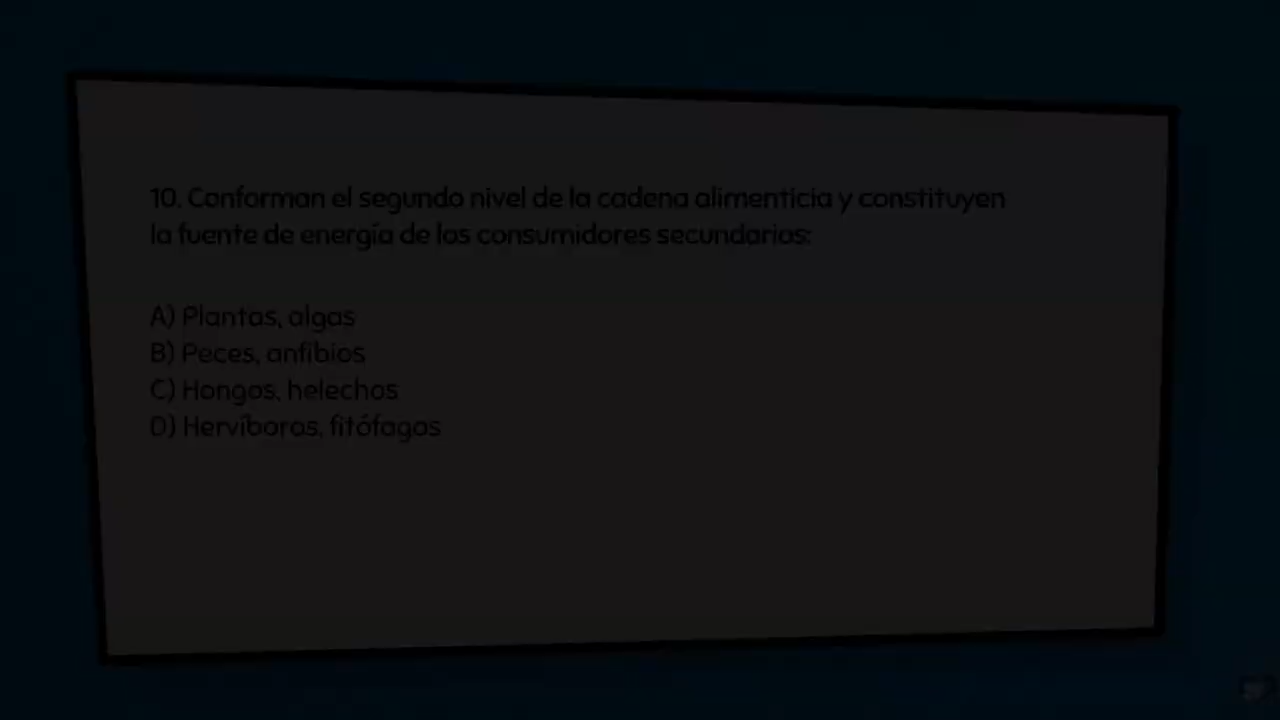 10. Conforman el segundo nivel de la cadena alimenticia y constituyen
la fuente de energía de los consumidores secundarios:
A) Plantas, algas
B) Peces, anfibios
C) Hongos, helechos
D) Hervíboros, fitófagos